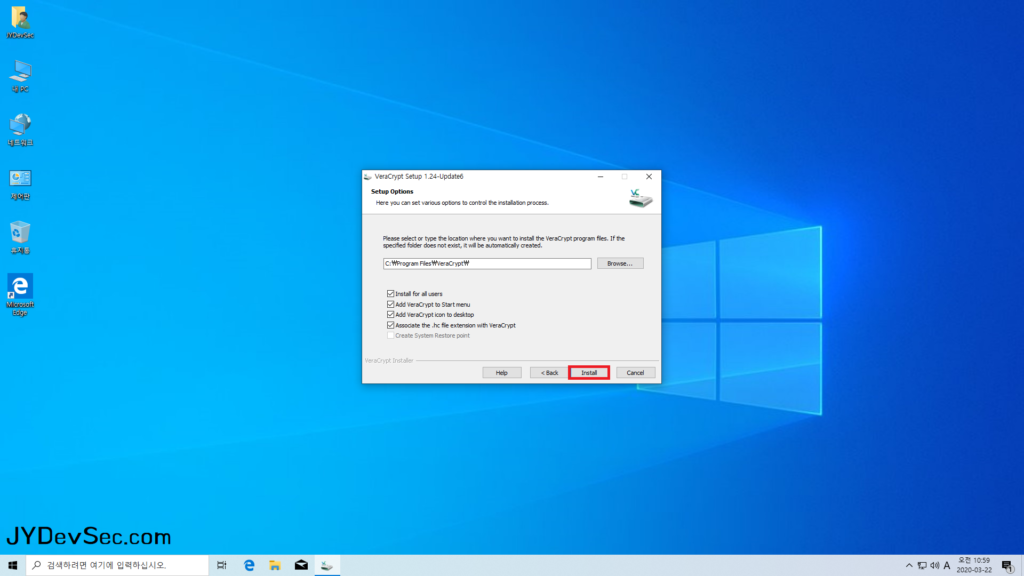 JYDevSec
내 PC
네트워크
제어판
휴지통
Microsoft
Edge
VeraCrypt Setup 1.24-Update6
Setup Options
Here you can set various options to control the installation process.
VC
Please select or type the location where you want to install the VeraCrypt program files. If the
specified folder does not exist, it will be automatically created.
C:₩Program Files₩VeraCrypt₩
Browse...
Install for all users
Add VeraCrypt to Start menu
Add VeraCrypt icon to desktop
Associate the .hc file extension with VeraCrypt
Create System Restore point
VeraCrypt Installer
Help
< Back
Install
Cancel
JYDevSec.com
검색하려면 여기에 입력하십시오.
A
오전 10:59
2020-03-22
1